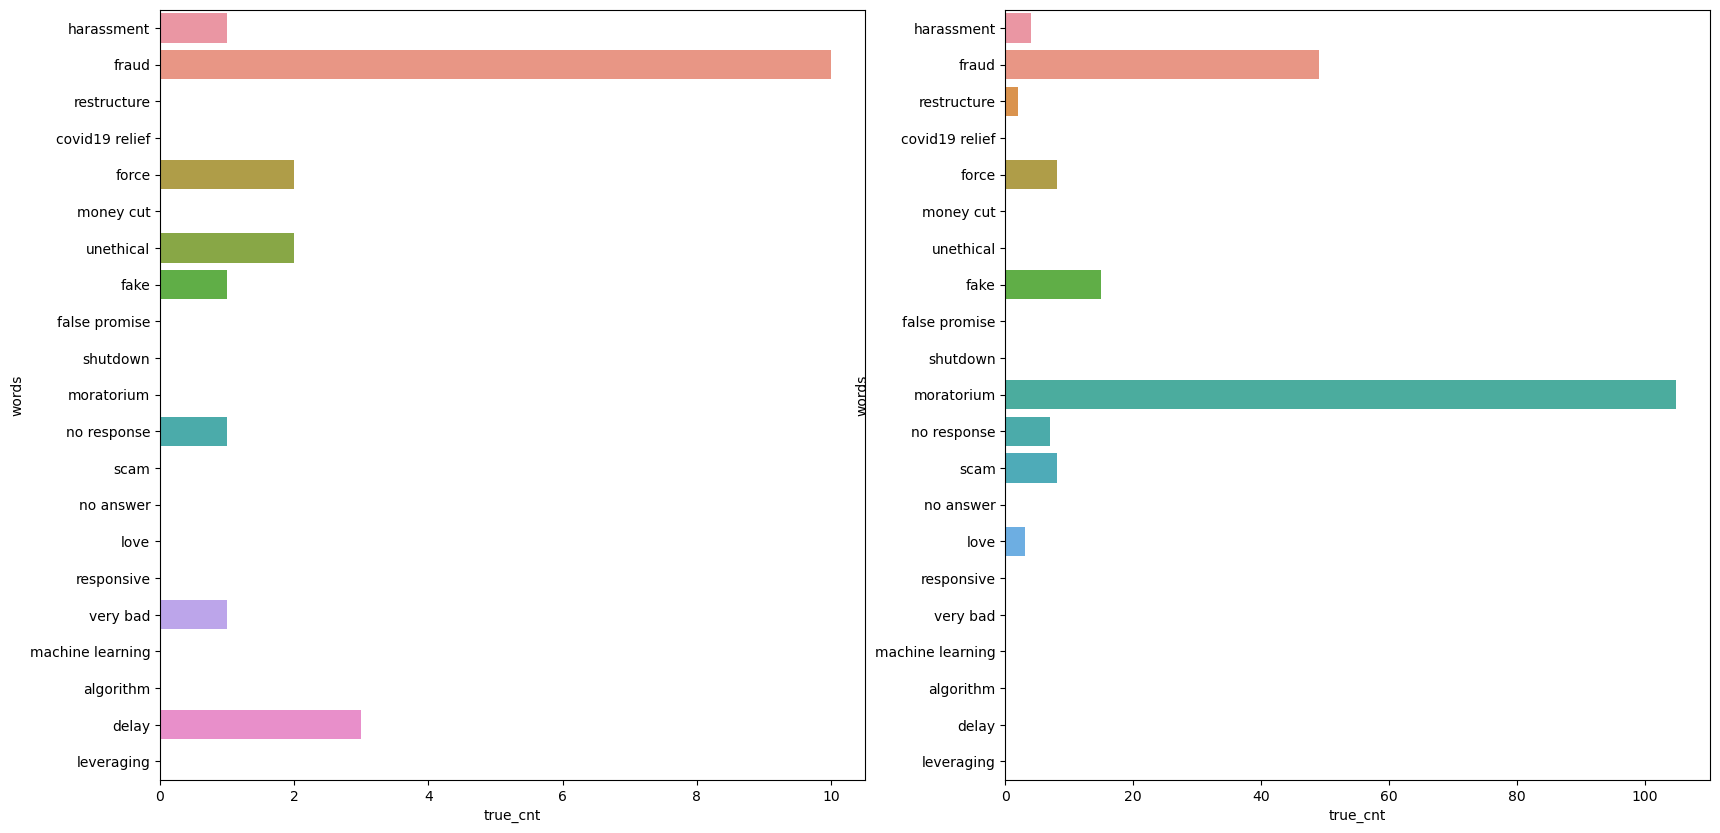 harassment
fraud
restructure
covid19 relief
force
money cut
unethical
fake
false promise
shutdown
moratorium
no response
scam
no answer
love
responsive
very bad
machine learning
algorithm
delay
leveraging
words
0 2 4 6 8 10
true_cnt
harassment
fraud
restructure
covid19 relief
force
money cut
unethical
fake
false promise
shutdown
moratorium
no response
scam
no answer
love
responsive
very bad
machine learning
algorithm
delay
leveraging
words
0 20 40 60 80 100
true_cnt